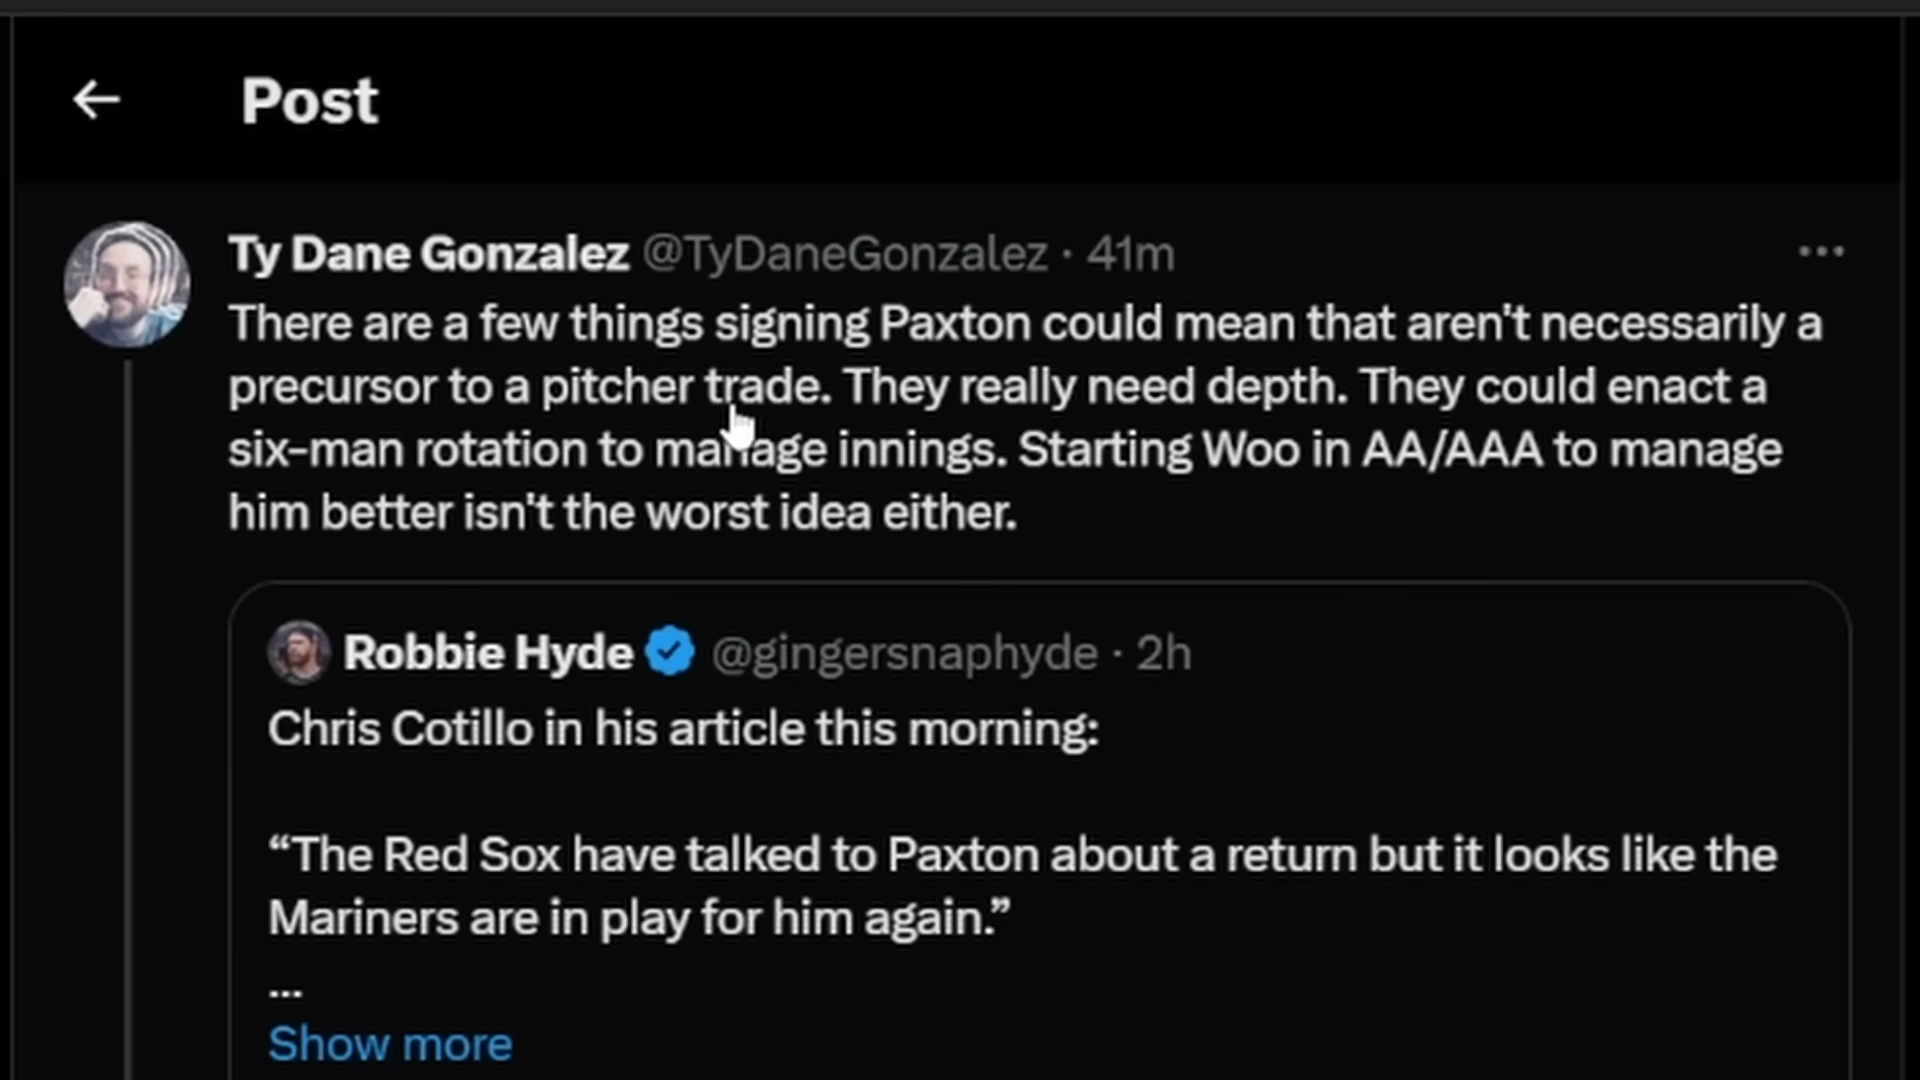 Post
Ty Dane Gonzalez @TyDaneGonzalez · 41m
There are a few things signing Paxton could mean that aren't necessarily a
precursor to a pitcher trade. They really need depth. They could enact a
six-man rotation to manage innings. Starting Woo in AA/AAA to manage
him better isn't the worst idea either.
Robbie Hyde @gingersnaphyde · 2h
Chris Cotillo in his article this morning:
“The Red Sox have talked to Paxton about a return but it looks like the
Mariners are in play for him again.”
...
Show more